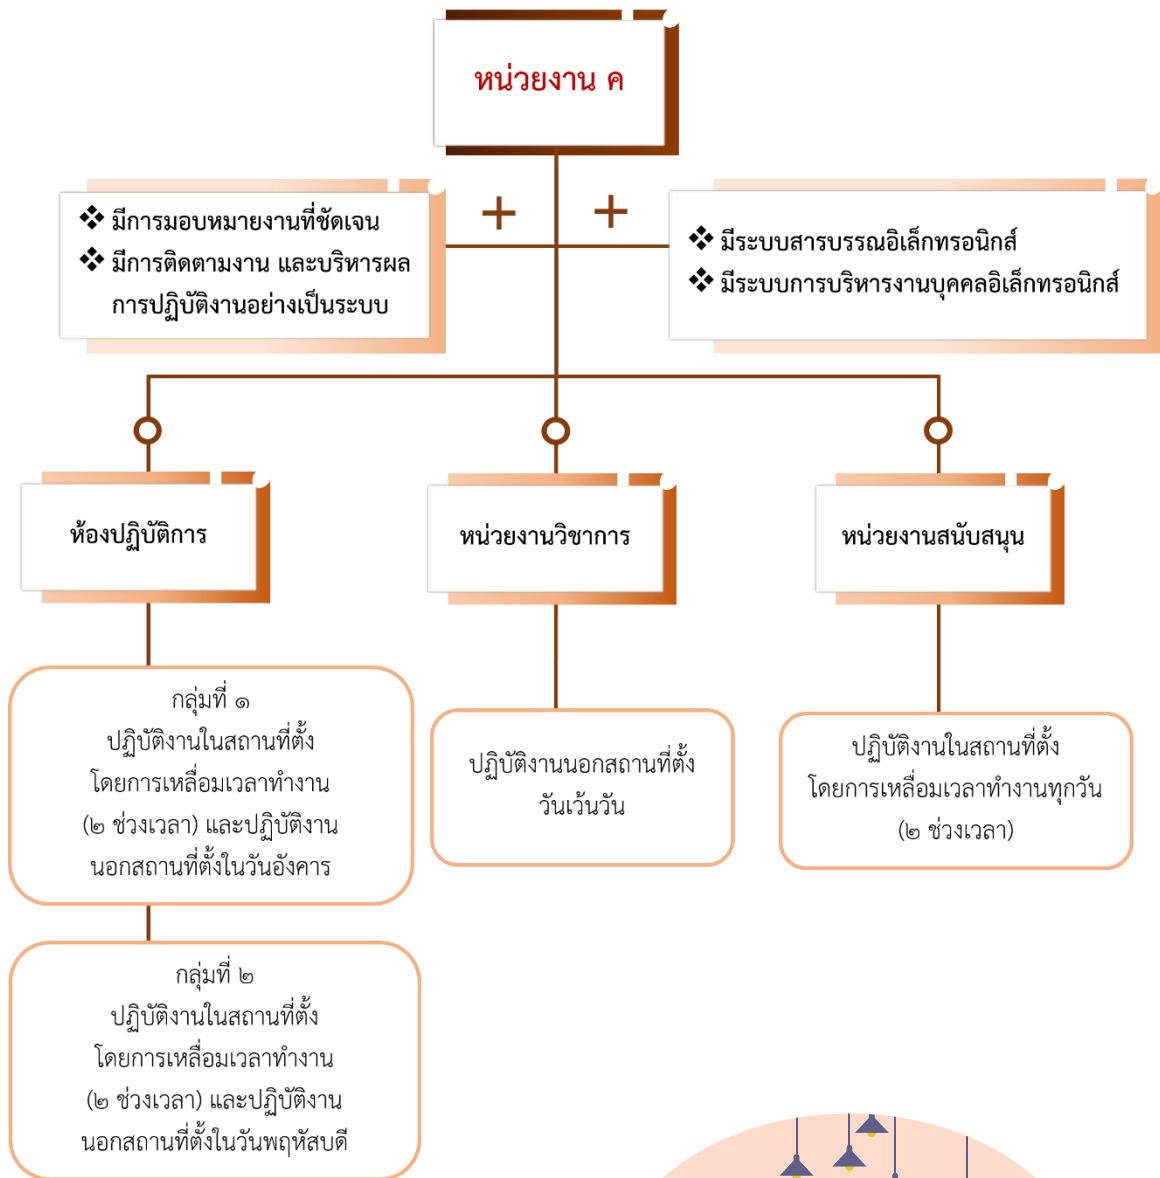 หน่วยงาน ค
❖ มีการมอบหมายงานที่ชัดเจน
❖ มีการติดตามงาน และบริหารผล
การปฏิบัติงานอย่างเป็นระบบ
❖ มีระบบสารบรรณอิเล็กทรอนิกส์
❖ มีระบบการบริหารงานบุคคลอิเล็กทรอนิกส์
ห้องปฏิบัติการ
หน่วยงานวิชาการ
หน่วยงานสนับสนุน
กลุ่มที่ ๑
ปฏิบัติงานในสถานที่ตั้ง
โดยการเหลื่อมเวลาทำงาน
(๒ ช่วงเวลา) และปฏิบัติงาน
นอกสถานที่ตั้งในวันอังคาร
ปฏิบัติงานนอกสถานที่ตั้ง
วันเว้นวัน
ปฏิบัติงานในสถานที่ตั้ง
โดยการเหลื่อมเวลาทำงานทุกวัน
(๒ ช่วงเวลา)
กลุ่มที่ ๒
ปฏิบัติงานในสถานที่ตั้ง
โดยการเหลื่อมเวลาทำงาน
(๒ ช่วงเวลา) และปฏิบัติงาน
นอกสถานที่ตั้งในวันพฤหัสบดี